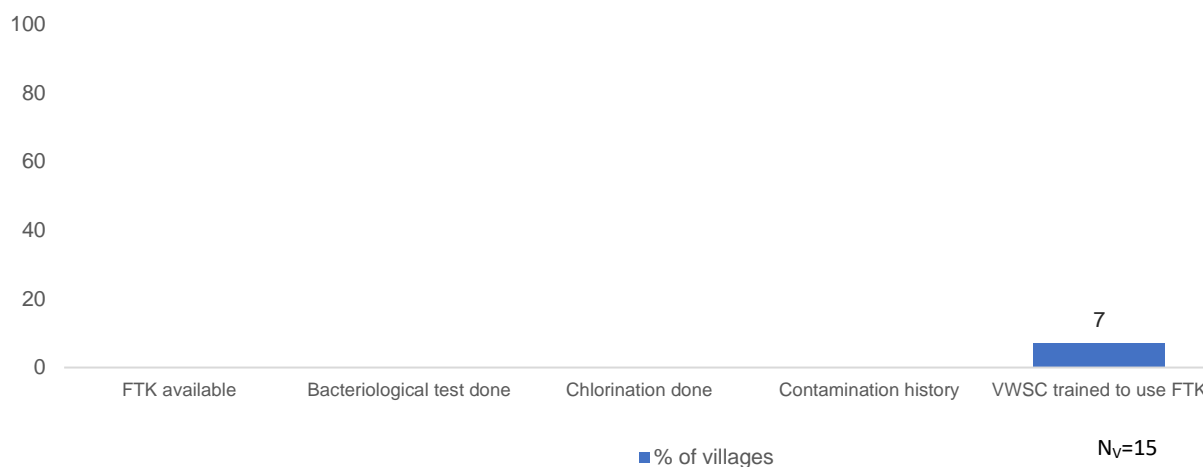 100
80
60
40
20
0
7
FTK available
Bacteriological test done
Chlorination done
Contamination history
VWSC trained to use FTK
% of villages
Nᵥ=15